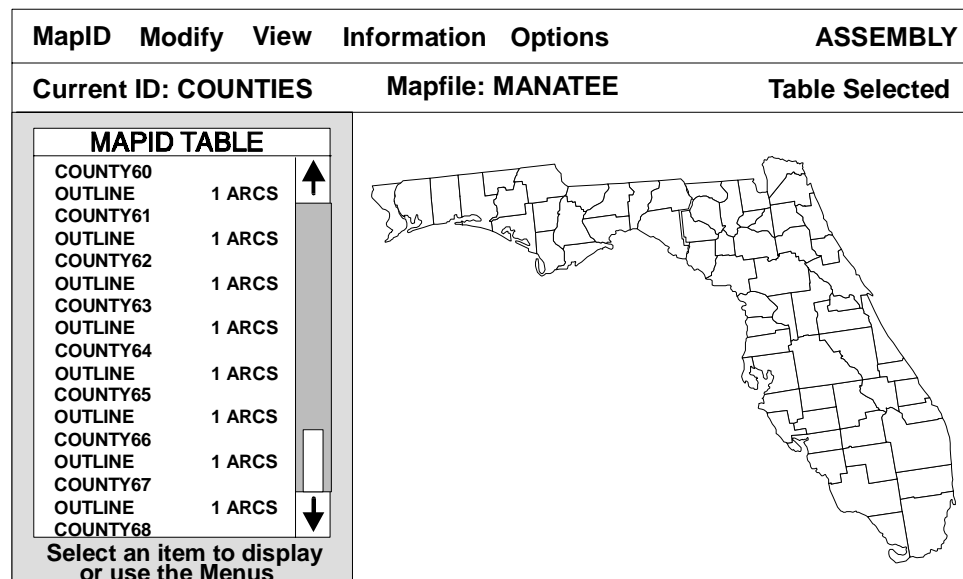 MapID Modify View Information Options ASSEMBLY
Current ID: COUNTIES Mapfile: MANATEE Table Selected
MAPID TABLE
COUNTY60
OUTLINE 1 ARCS
COUNTY61
OUTLINE 1 ARCS
COUNTY62
OUTLINE 1 ARCS
COUNTY63
OUTLINE 1 ARCS
COUNTY64
OUTLINE 1 ARCS
COUNTY65
OUTLINE 1 ARCS
COUNTY66
OUTLINE 1 ARCS
COUNTY67
OUTLINE 1 ARCS
COUNTY68
Select an item to display
or use the Menus